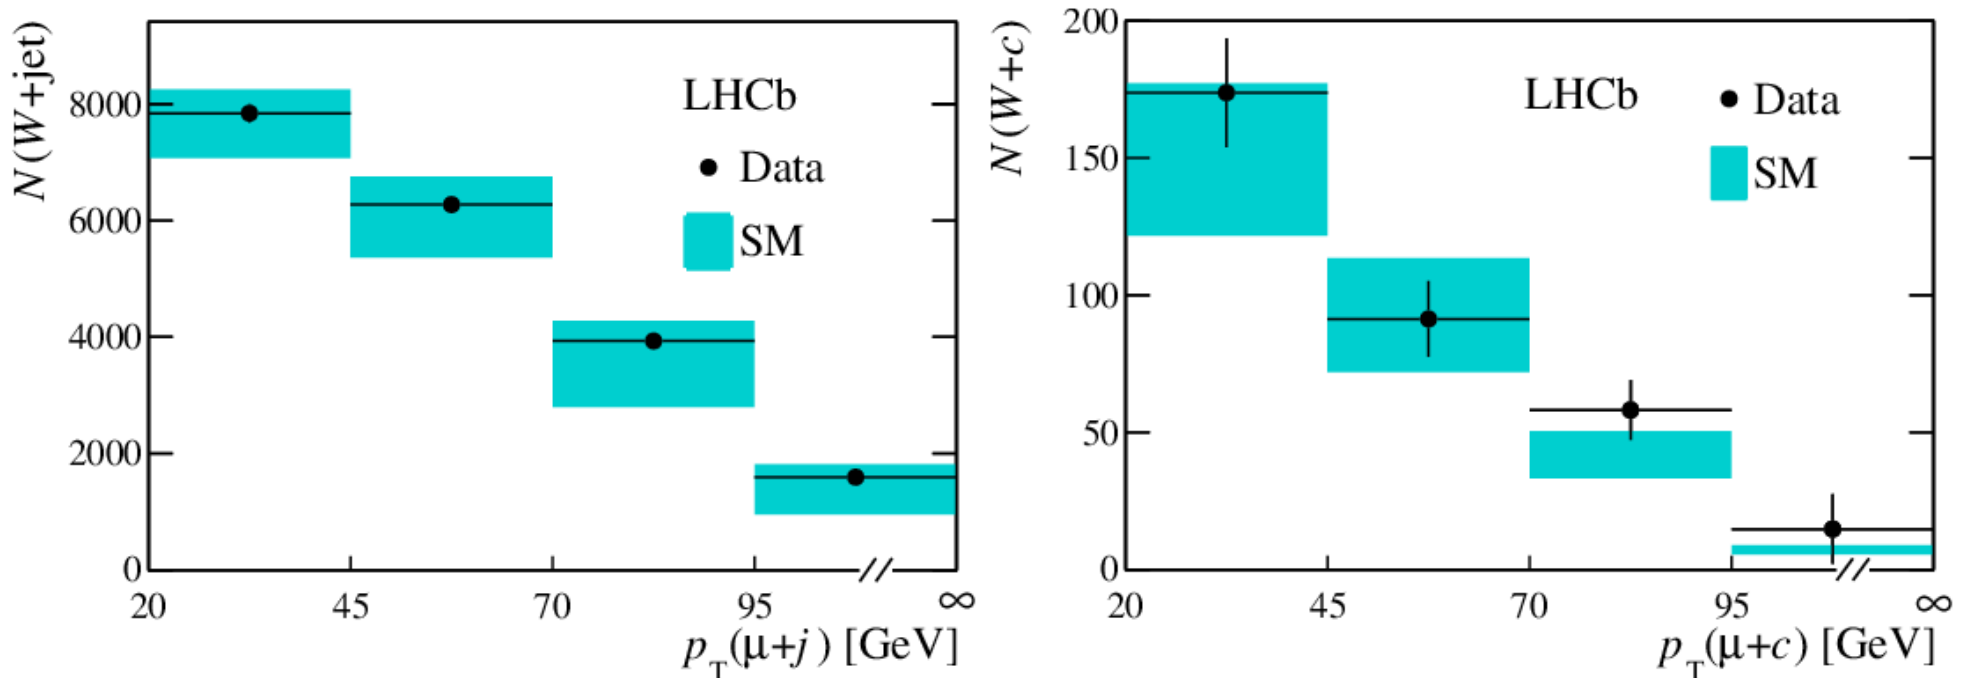 N(W+jet)
8000
6000
4000
2000
0
LHCb
Data
SM
20 45 70 95 ∞
p_T(μ+j) [GeV]
N(W+c)
200
150
100
50
0
LHCb
Data
SM
20 45 70 95 ∞
p_T(μ+c) [GeV]